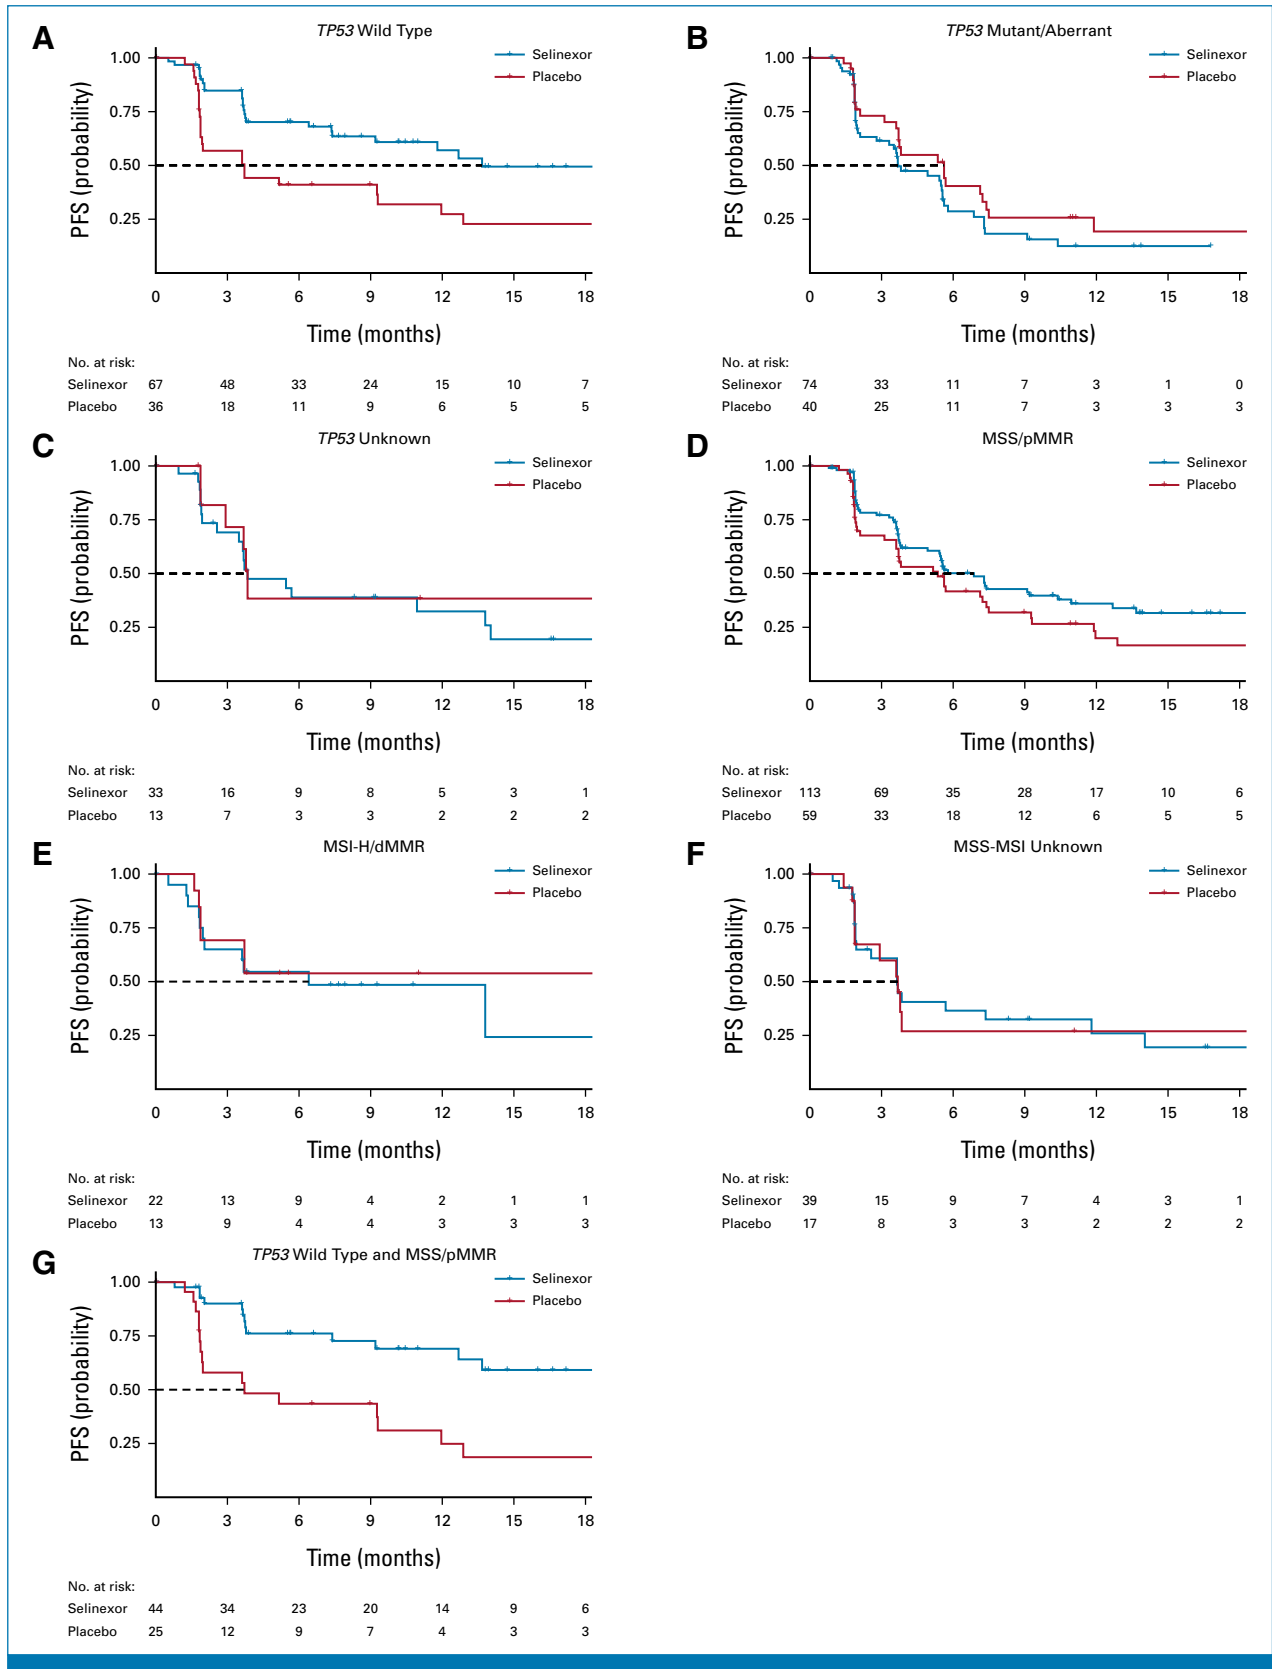 A
TP53 Wild Type
Selinexor
Placebo
PFS (probability)
1.00
0.75
0.50
0.25
0 3 6 9 12 15 18
Time (months)
No. at risk:
Selinexor 67 48 33 24 15 10 7
Placebo 36 18 11 9 6 5 5
B
TP53 Mutant/Aberrant
Selinexor
Placebo
PFS (probability)
1.00
0.75
0.50
0.25
0 3 6 9 12 15 18
Time (months)
No. at risk:
Selinexor 74 33 11 7 3 1 0
Placebo 40 25 11 7 3 3 3
C
TP53 Unknown
Selinexor
Placebo
PFS (probability)
1.00
0.75
0.50
0.25
0 3 6 9 12 15 18
Time (months)
No. at risk:
Selinexor 33 16 9 8 5 3 1
Placebo 13 7 3 3 2 2 2
D
MSS/pMMR
Selinexor
Placebo
PFS (probability)
1.00
0.75
0.50
0.25
0 3 6 9 12 15 18
Time (months)
No. at risk:
Selinexor 113 69 35 28 17 10 6
Placebo 59 33 18 12 6 5 5
E
MSI-H/dMMR
Selinexor
Placebo
PFS (probability)
1.00
0.75
0.50
0.25
0 3 6 9 12 15 18
Time (months)
No. at risk:
Selinexor 22 13 9 4 2 1 1
Placebo 13 9 4 4 3 3 3
F
MSS-MSI Unknown
Selinexor
Placebo
PFS (probability)
1.00
0.75
0.50
0.25
0 3 6 9 12 15 18
Time (months)
No. at risk:
Selinexor 39 15 9 7 4 3 1
Placebo 17 8 3 3 2 2 2
G
TP53 Wild Type and MSS/pMMR
Selinexor
Placebo
PFS (probability)
1.00
0.75
0.50
0.25
0 3 6 9 12 15 18
Time (months)
No. at risk:
Selinexor 44 34 23 20 14 9 6
Placebo 25 12 9 7 4 3 3